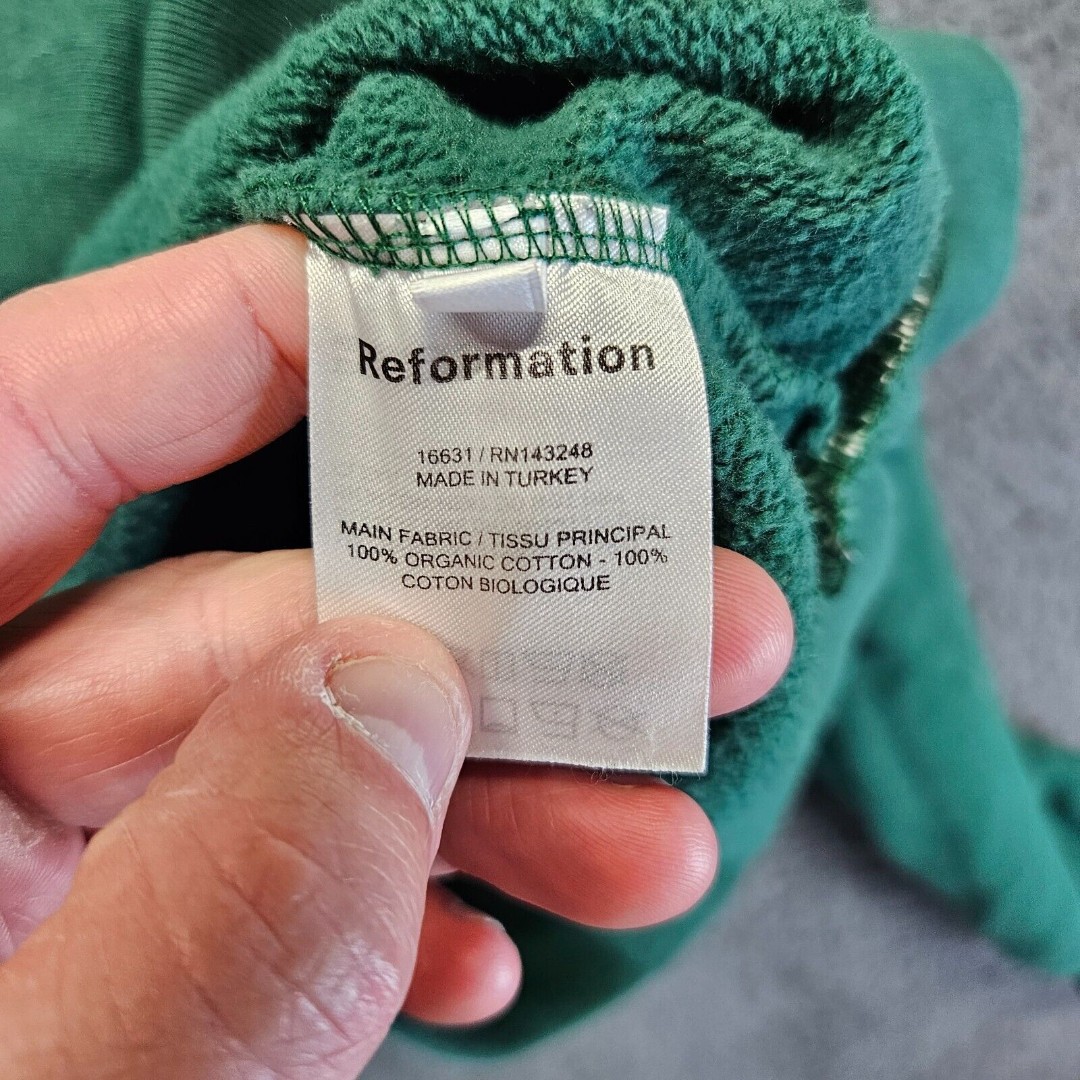 Reformation
16631 / RN143248
MADE IN TURKEY
MAIN FABRIC / TISSU PRINCIPAL
100% ORGANIC COTTON - 100%
COTON BIOLOGIQUE